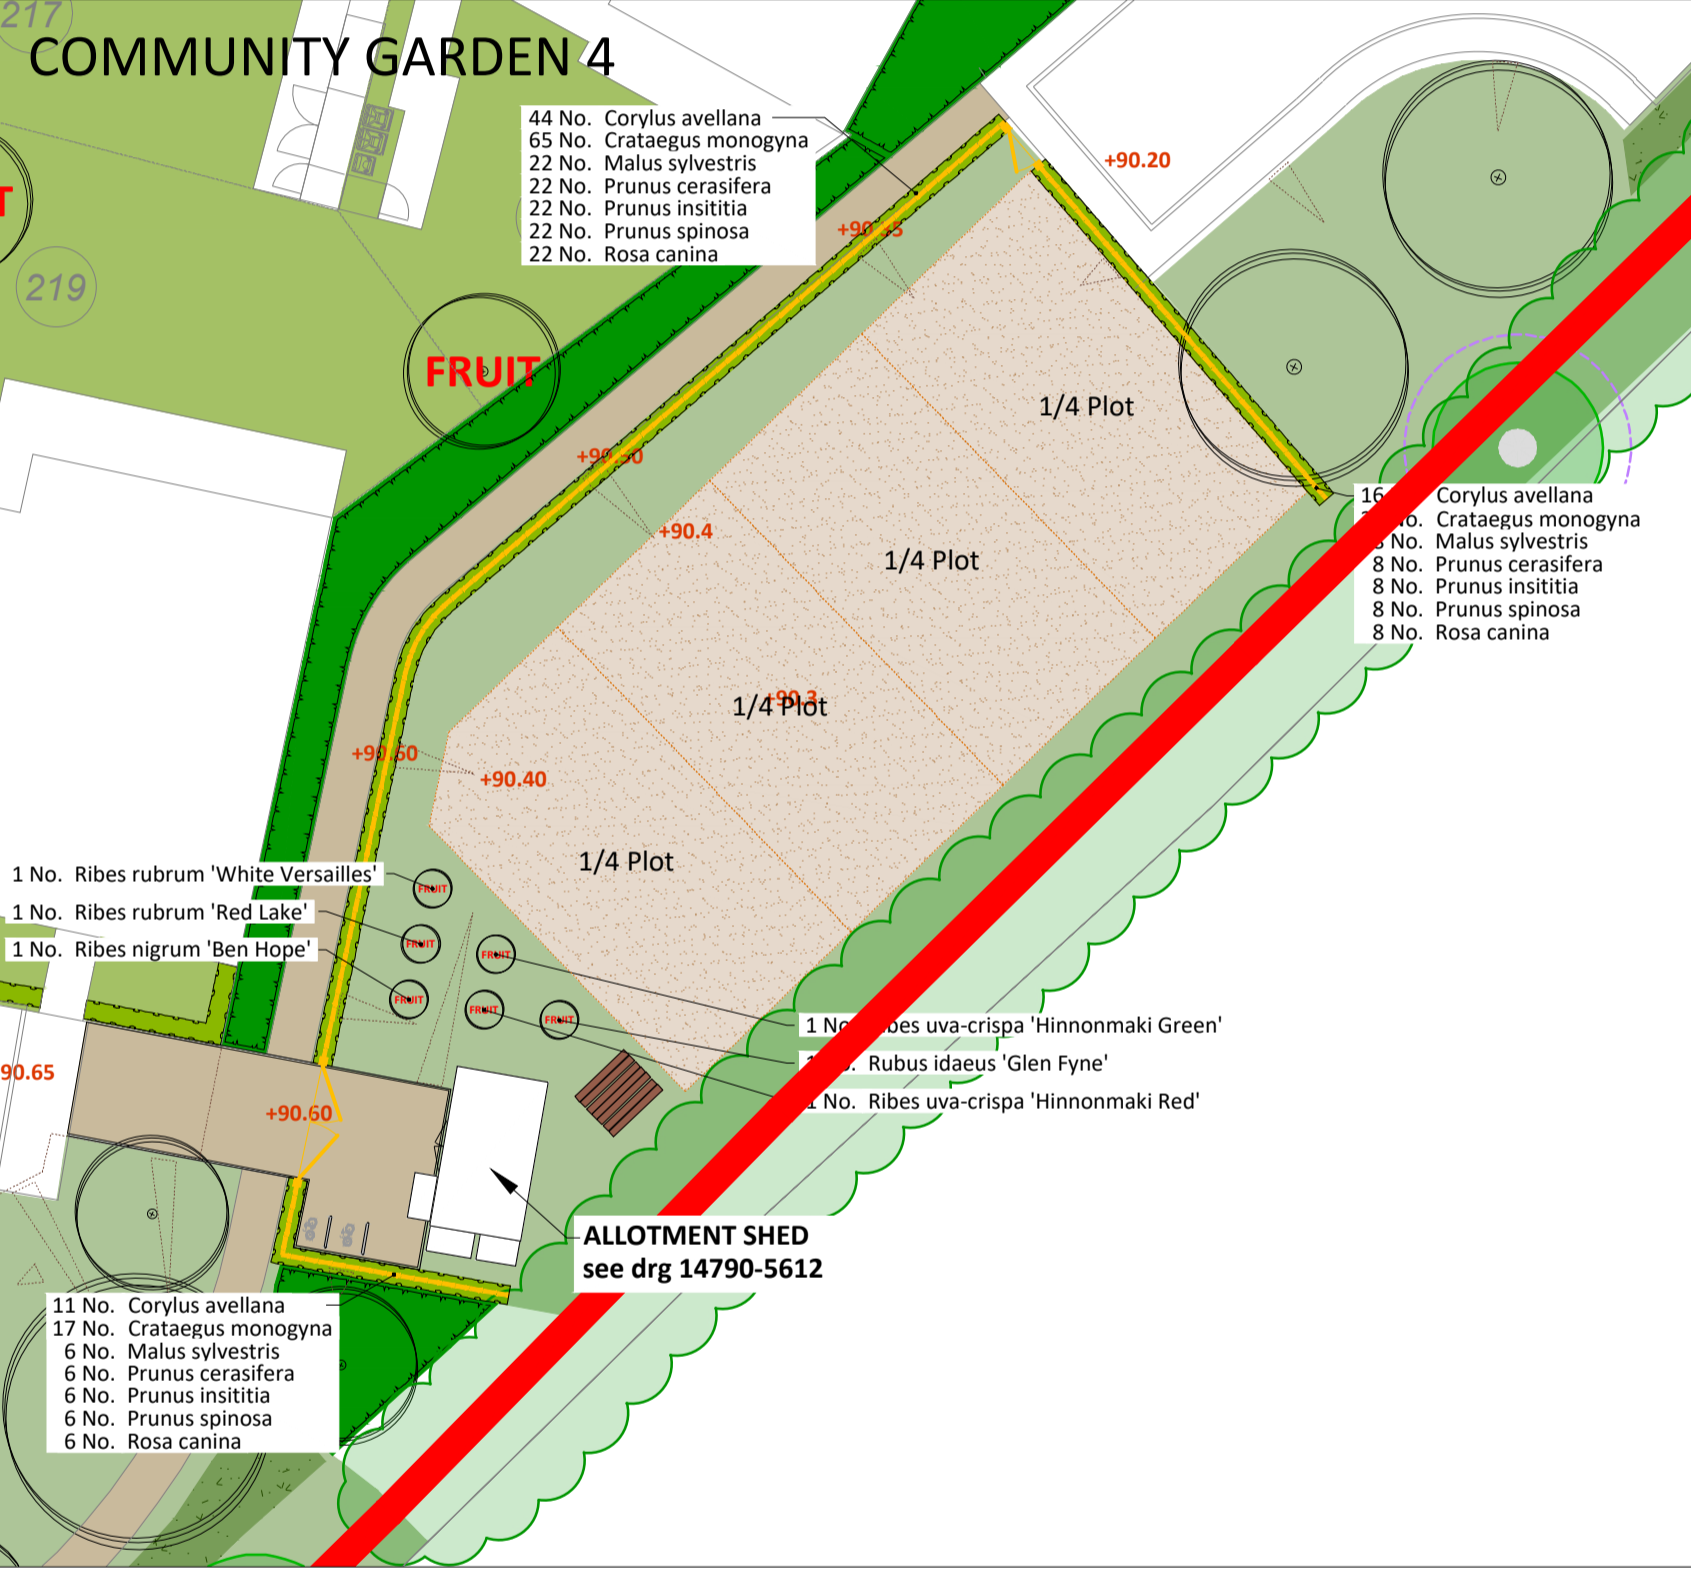 217
COMMUNITY GARDEN 4
44 No. Corylus avellana
65 No. Crataegus monogyna
22 No. Malus sylvestris
22 No. Prunus cerasifera
22 No. Prunus insititia
22 No. Prunus spinosa
22 No. Rosa canina
+90.20
T
219
FRUIT
1/4 Plot
+90.4
1/4 Plot
16 Corylus avellana
Crataegus monogyna
No. Malus sylvestris
8 No. Prunus cerasifera
8 No. Prunus insititia
8 No. Prunus spinosa
8 No. Rosa canina
1/4 Plot
+90.3
+90.60
+90.40
1/4 Plot
1 No. Ribes rubrum 'White Versailles'
FRUIT
1 No. Ribes rubrum 'Red Lake'
FRUIT
1 No. Ribes nigrum 'Ben Hope'
FRUIT
FRUIT
FRUIT
FRUIT
1 No. Ribes uva-crispa 'Hinnonmaki Green'
Rubus idaeus 'Glen Fyne'
1 No. Ribes uva-crispa 'Hinnonmaki Red'
90.65
+90.60
ALLOTMENT SHED
see drg 14790-5612
11 No. Corylus avellana
17 No. Crataegus monogyna
6 No. Malus sylvestris
6 No. Prunus cerasifera
6 No. Prunus insititia
6 No. Prunus spinosa
6 No. Rosa canina